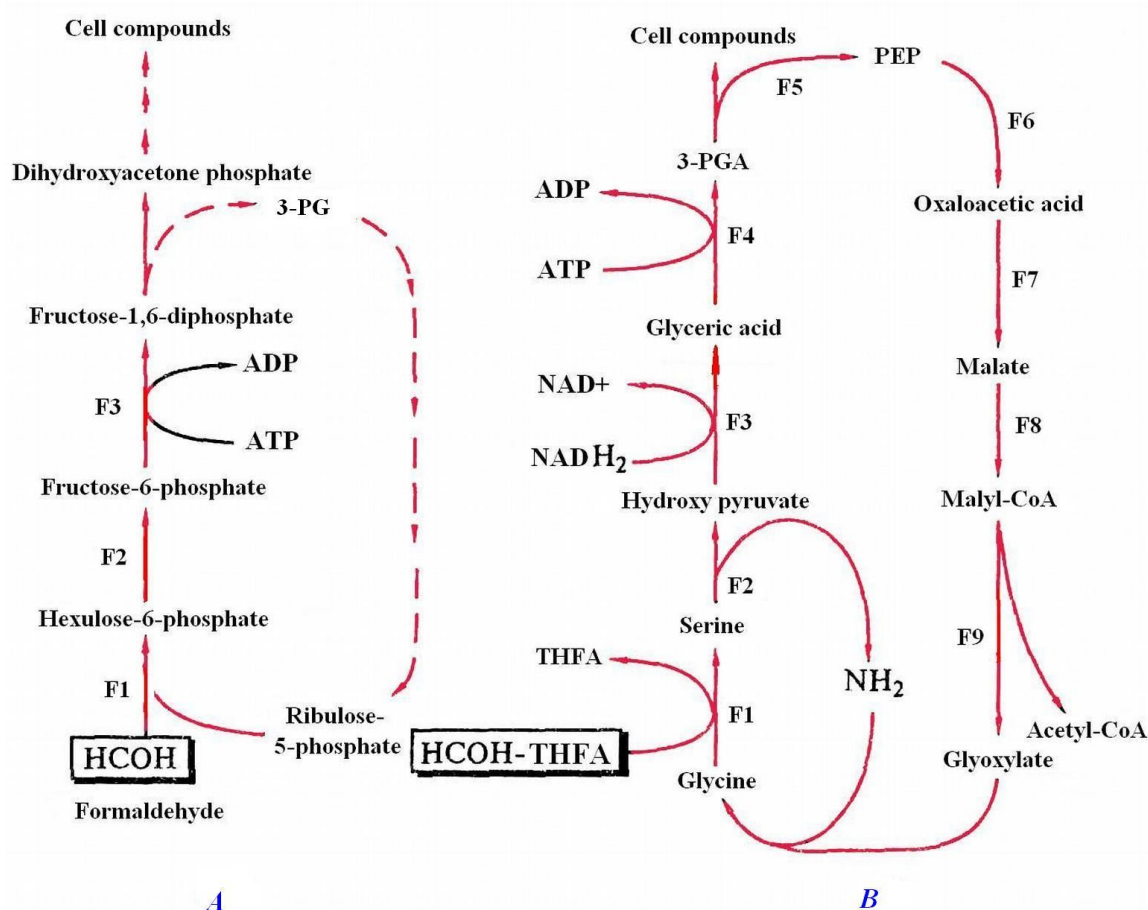 Cell compounds
Dihydroxyacetone phosphate
3-PG
Fructose-1,6-diphosphate
ADP
F3
ATP
Fructose-6-phosphate
F2
Hexulose-6-phosphate
F1
Ribulose-
5-phosphate
HCOH
Formaldehyde
A
Cell compounds
PEP
F5
F6
3-PGA
ADP
Oxaloacetic acid
F4
ATP
F7
Glyceric acid
Malate
NAD+
F3
F8
NAD H₂
Hydroxy pyruvate
Malyl-CoA
F2
Serine
F9
THFA
NH₂
F1
HCOH-THFA
Acetyl-CoA
Glycine
Glyoxylate
B